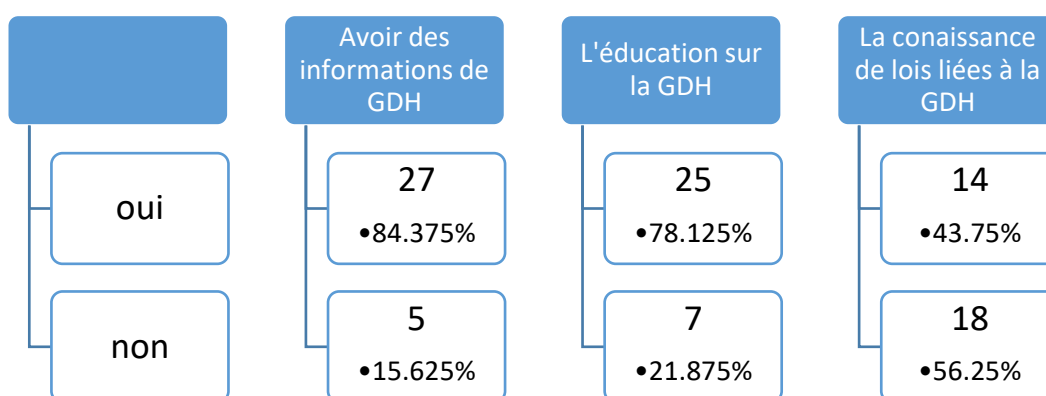 Avoir des
informations de
GDH
L'éducation sur
la GDH
La conaissance
de lois liées à la
GDH
oui
27
•84.375%
25
•78.125%
14
•43.75%
non
5
•15.625%
7
•21.875%
18
•56.25%